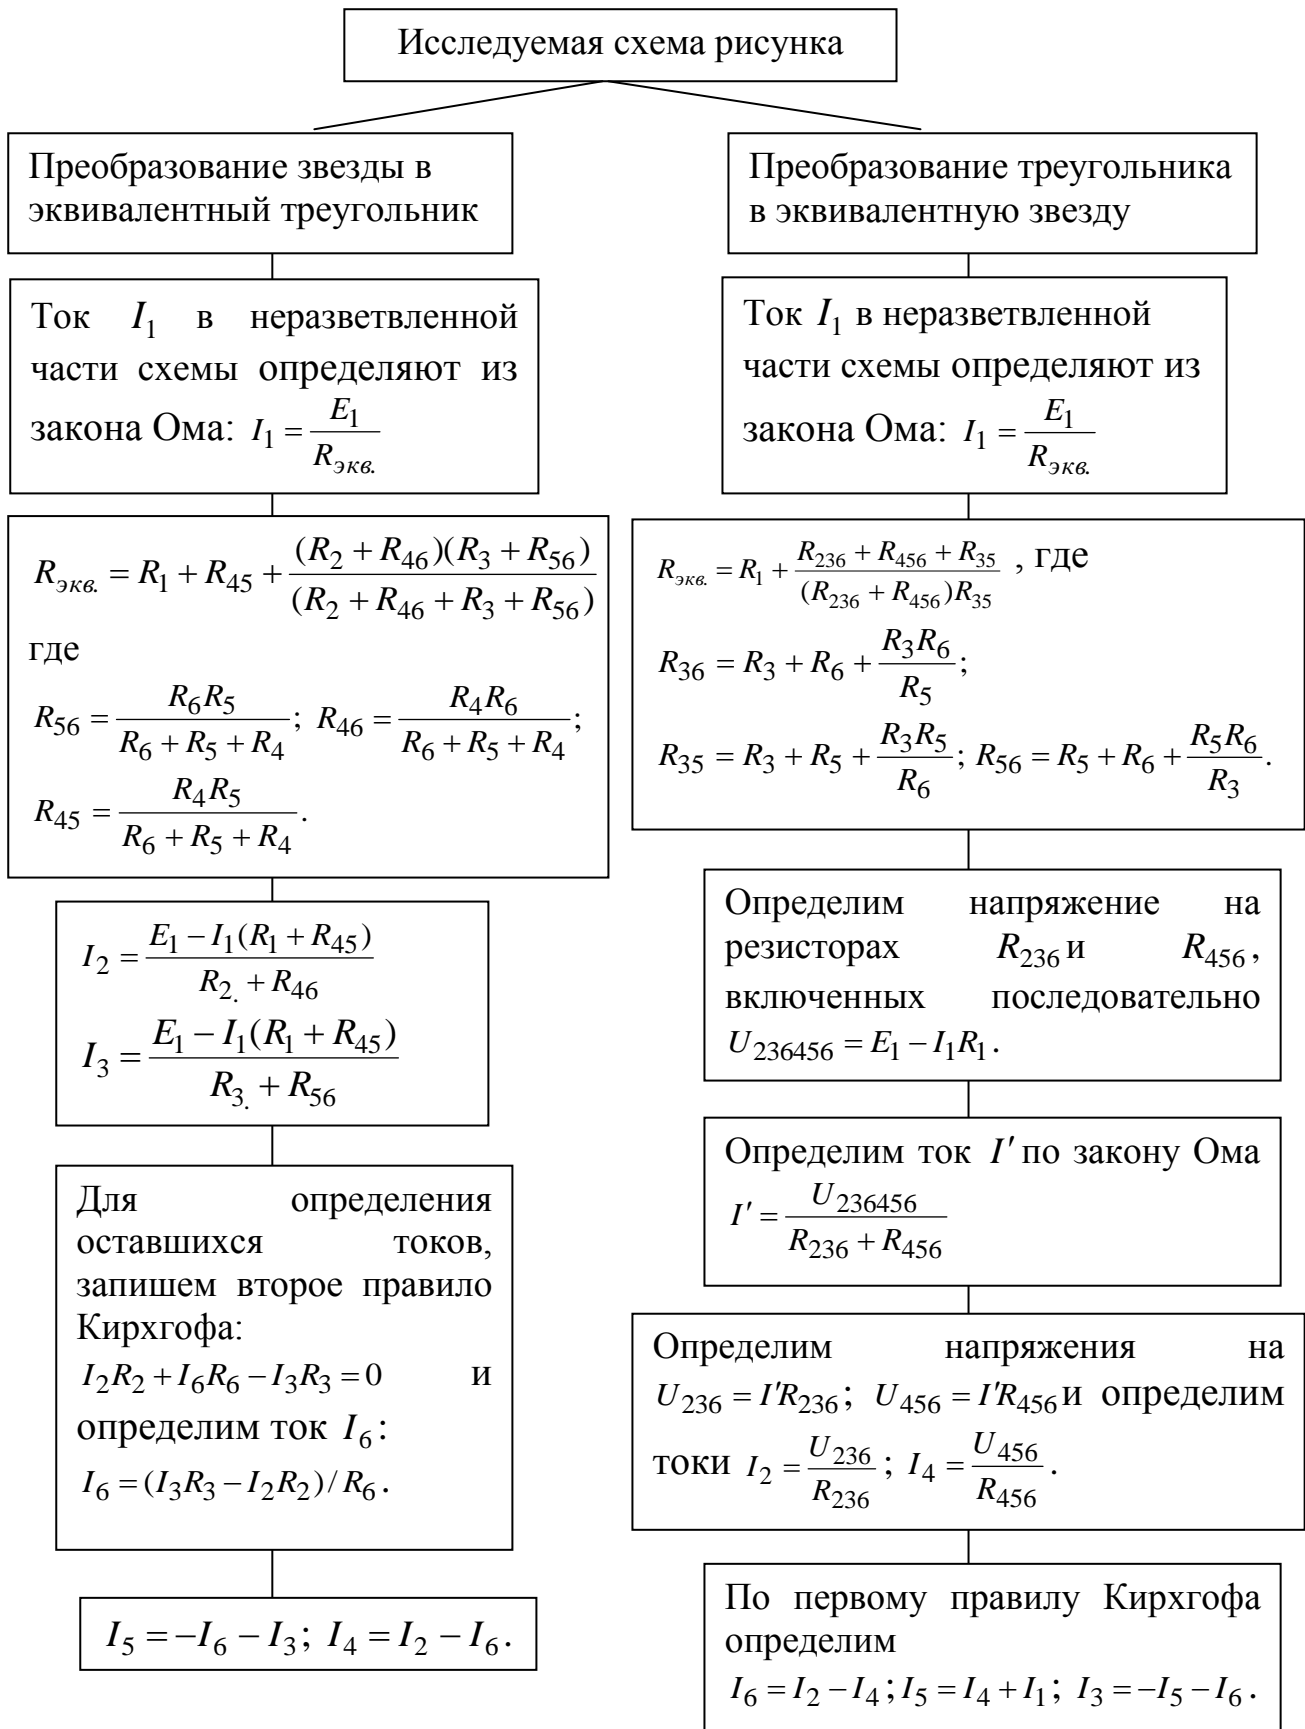 Исследуемая схема рисунка
Преобразование звезды в
эквивалентный треугольник
Ток I₁ в неразветвленной
части схемы определяют из
закона Ома: I₁ = E₁ / R_экв.
R_экв. = R₁ + R₄₅ + (R₂ + R₄₆)(R₃ + R₅₆) / (R₂ + R₄₆ + R₃ + R₅₆)
где
R₅₆ = R₆R₅ / (R₆ + R₅ + R₄); R₄₆ = R₄R₆ / (R₆ + R₅ + R₄);
R₄₅ = R₄R₅ / (R₆ + R₅ + R₄).
I₂ = (E₁ − I₁(R₁ + R₄₅)) / (R₂. + R₄₆)
I₃ = (E₁ − I₁(R₁ + R₄₅)) / (R₃. + R₅₆)
Для определения
оставшихся токов,
запишем второе правило
Кирхгофа:
I₂R₂ + I₆R₆ − I₃R₃ = 0 и
определим ток I₆:
I₆ = (I₃R₃ − I₂R₂) / R₆.
I₅ = −I₆ − I₃; I₄ = I₂ − I₆.
Преобразование треугольника
в эквивалентную звезду
Ток I₁ в неразветвленной
части схемы определяют из
закона Ома: I₁ = E₁ / R_экв.
R_экв. = R₁ + (R₂₃₆ + R₄₅₆ + R₃₅) / ((R₂₃₆ + R₄₅₆)R₃₅) , где
R₃₆ = R₃ + R₆ + R₃R₆ / R₅;
R₃₅ = R₃ + R₅ + R₃R₅ / R₆; R₅₆ = R₅ + R₆ + R₅R₆ / R₃.
Определим напряжение на
резисторах R₂₃₆ и R₄₅₆,
включенных последовательно
U₂₃₆₄₅₆ = E₁ − I₁R₁.
Определим ток I′ по закону Ома
I′ = U₂₃₆₄₅₆ / (R₂₃₆ + R₄₅₆)
Определим напряжения на
U₂₃₆ = I′R₂₃₆; U₄₅₆ = I′R₄₅₆ и определим
токи I₂ = U₂₃₆ / R₂₃₆; I₄ = U₄₅₆ / R₄₅₆.
По первому правилу Кирхгофа
определим
I₆ = I₂ − I₄; I₅ = I₄ + I₁; I₃ = −I₅ − I₆.